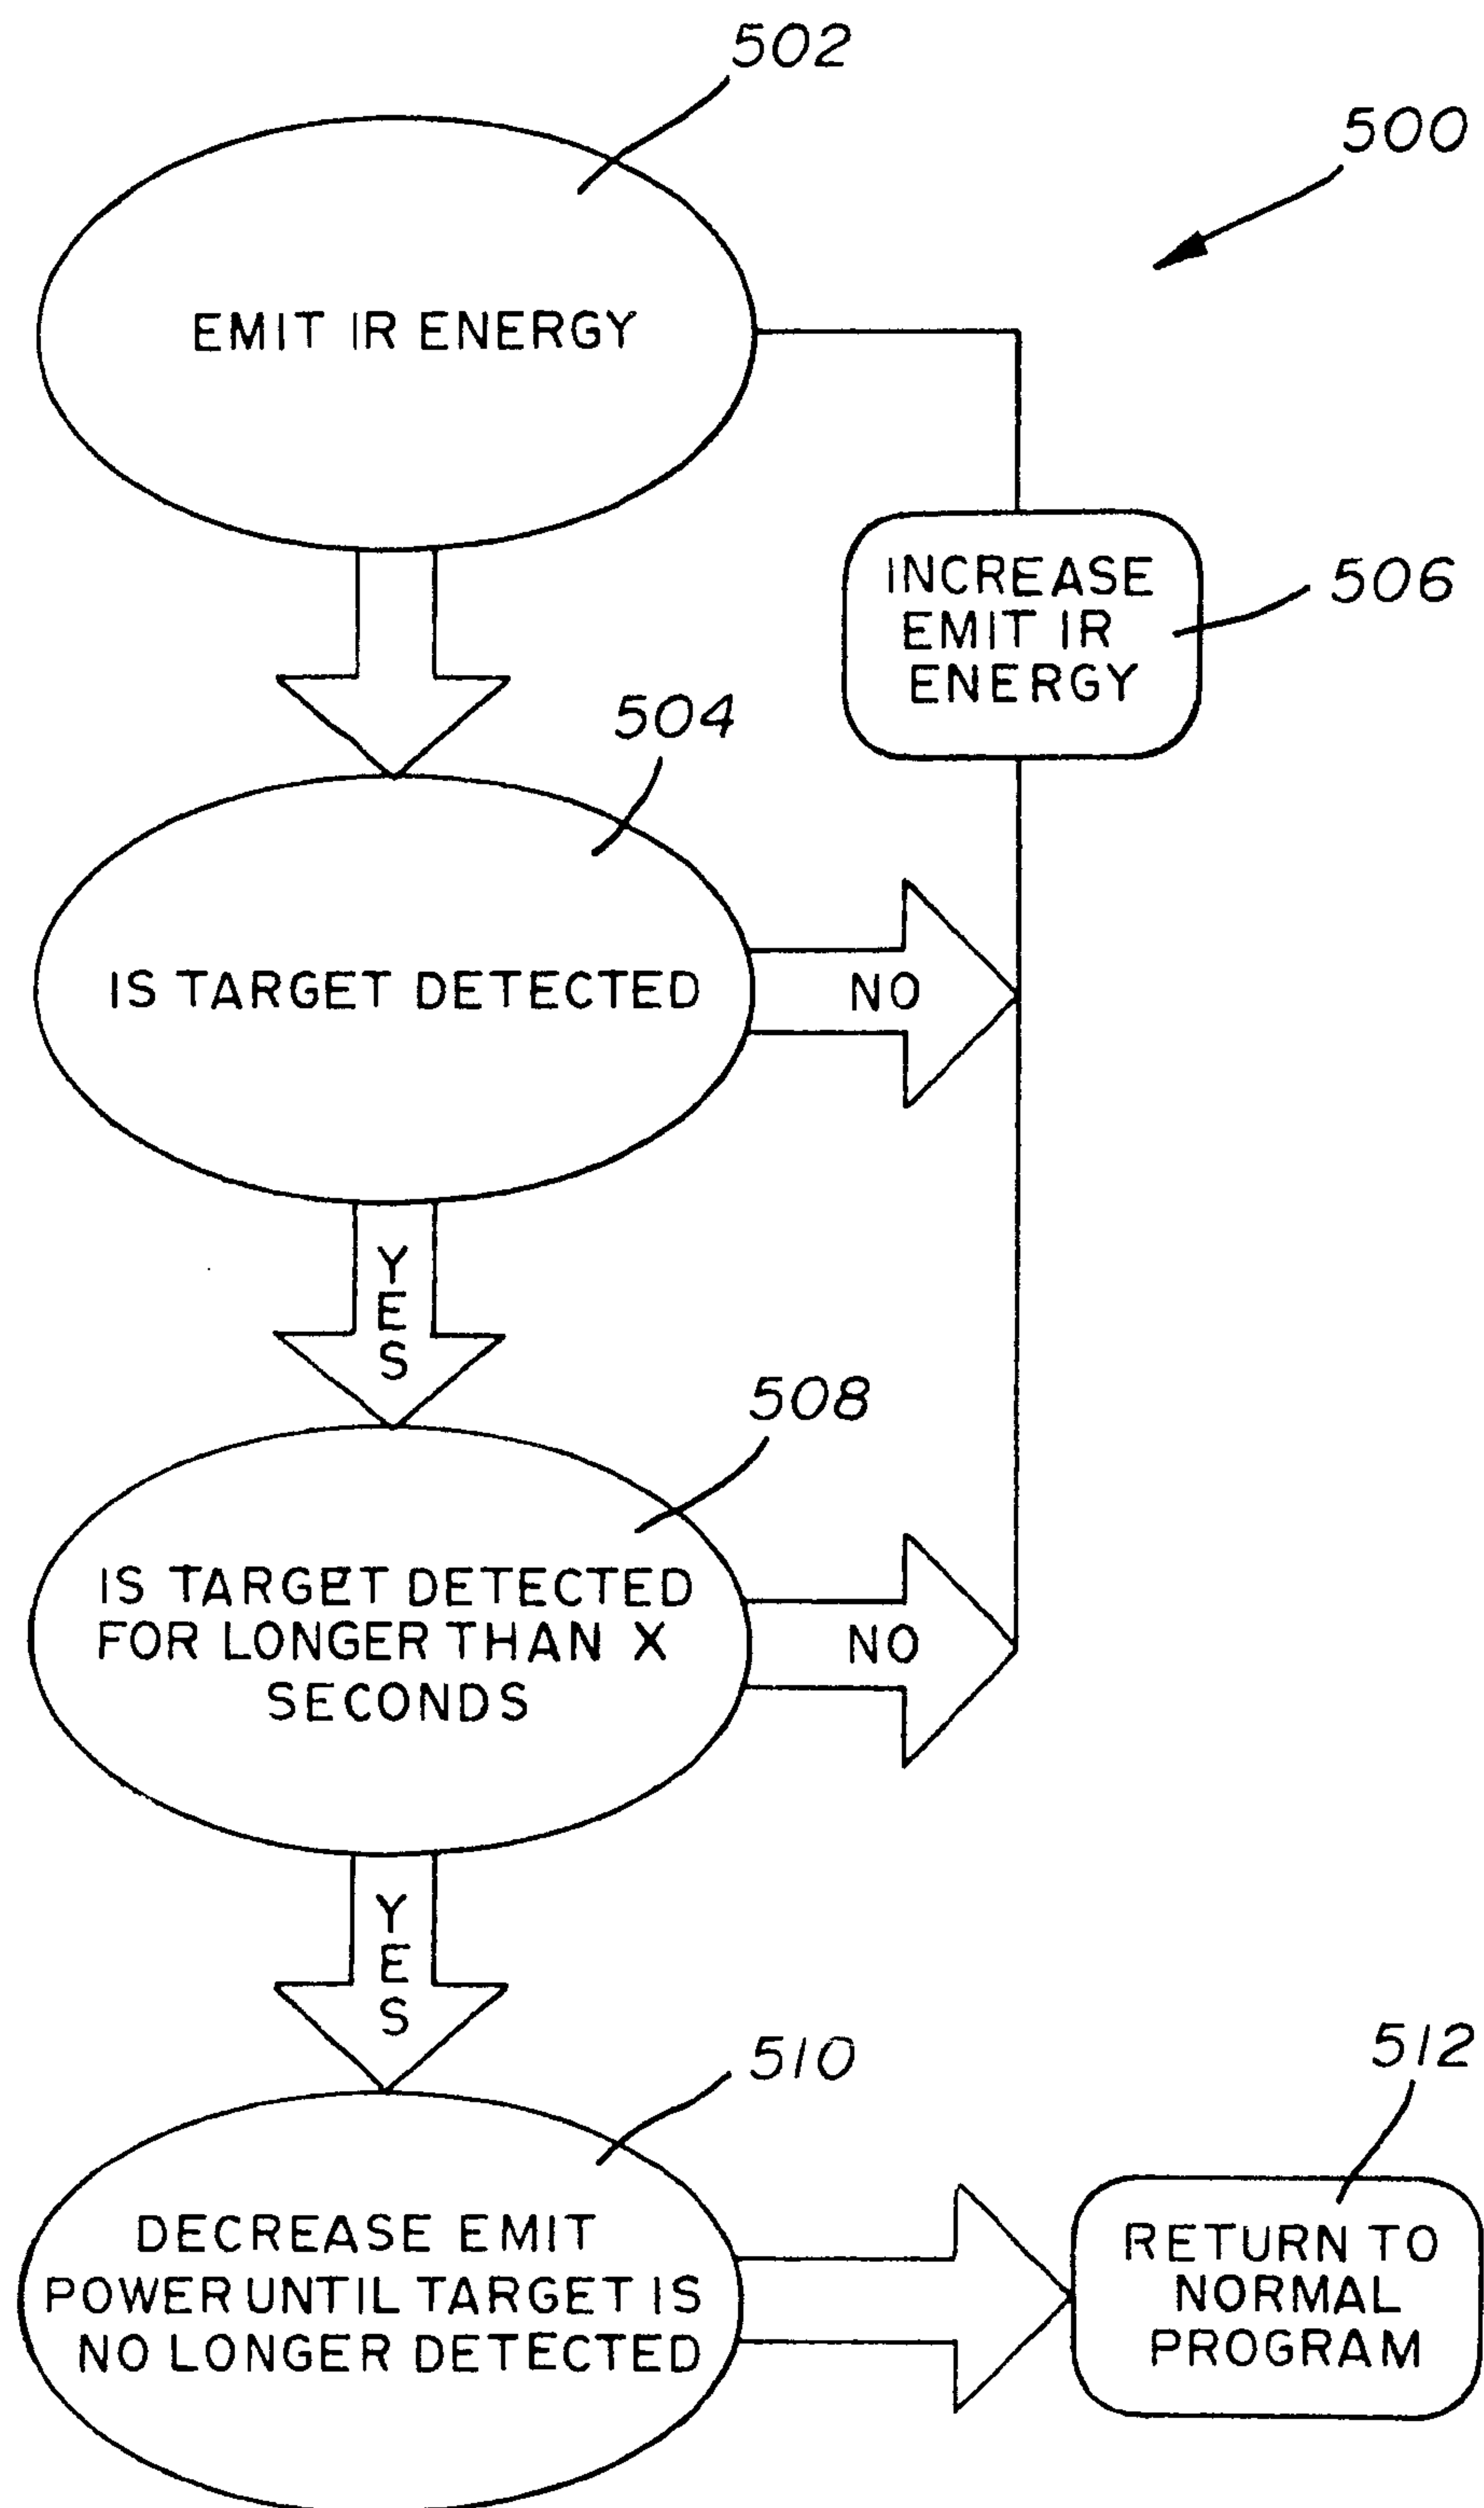 502
500
EMIT IR ENERGY
INCREASE
EMIT IR
ENERGY
506
504
IS TARGET DETECTED
NO
YES
508
IS TARGET DETECTED
FOR LONGER THAN X
SECONDS
NO
YES
510
512
DECREASE EMIT
POWER UNTIL TARGET IS
NO LONGER DETECTED
RETURN TO
NORMAL
PROGRAM